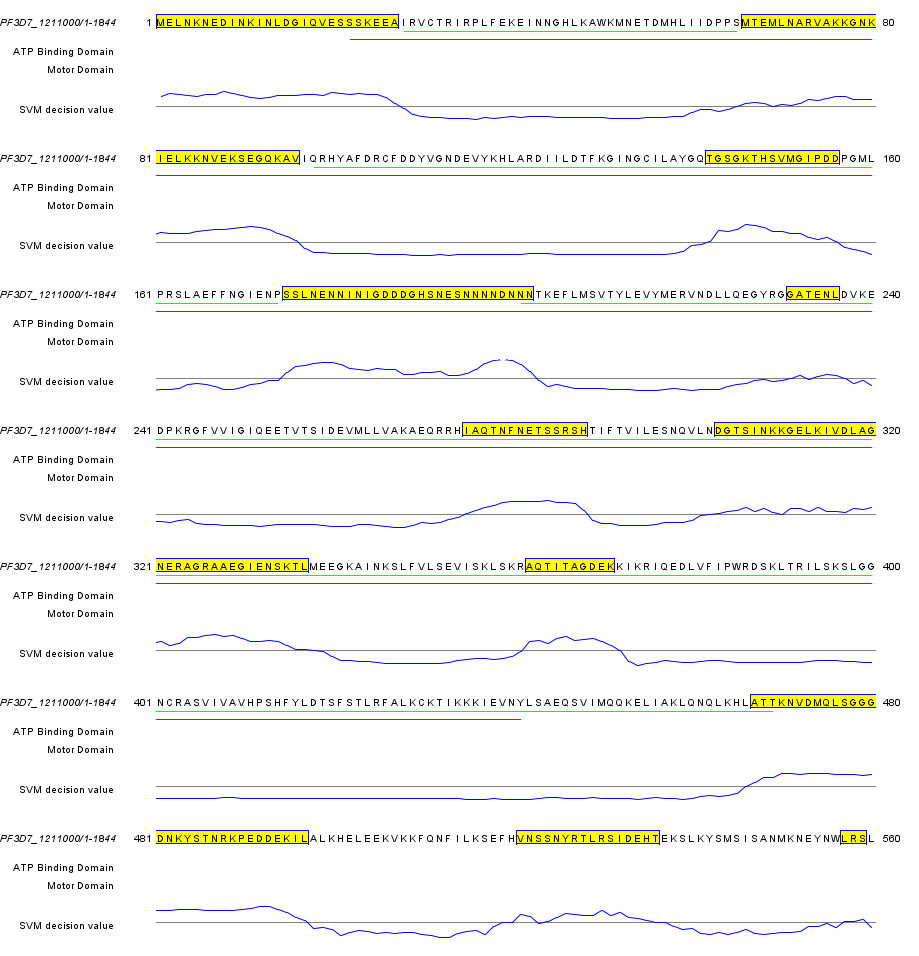 PF3D7_1211000/1-1844 1 MELNKNEDINKINLDGIQVESSSKEEAIRVCTRIRPLFEKEINNGHLKAWKMNETDMHLIIDPPSMTEMLNARVAKKGNK 80
ATP Binding Domain
Motor Domain
SVM decision value
PF3D7_1211000/1-1844 81 IELKKNVEKSEGQKAVIQRHYAFDRCFDDYVGNDEVYKHLARDIILDTFKGINGCILAYGQTGSGKTHSVMGIPDDPGML 160
ATP Binding Domain
Motor Domain
SVM decision value
PF3D7_1211000/1-1844 161 PRSLAEFFNGIENPSSLNENNINIGDDDGHSNESNNNNDNNNTKEFLMSVTYLEVYMERVNDLLQEGYRGGATENLDVKE 240
ATP Binding Domain
Motor Domain
SVM decision value
PF3D7_1211000/1-1844 241 DPKRGFVVIGIQEETVTSIDEVMLLVAKAEQRRHIAQTNFNETSSRSHTIFTVILESNQVLNDGTSINKKGELKIVDLAG 320
ATP Binding Domain
Motor Domain
SVM decision value
PF3D7_1211000/1-1844 321 NERAGRAAEGIENSKTLMEEGKAINKSLFVLSEVISKLSKRAQTITAGDEKKIKRIQEDLVFIPWRDSKLTRILSKSLGG 400
ATP Binding Domain
Motor Domain
SVM decision value
PF3D7_1211000/1-1844 401 NCRASVIVAVHPSHFYLDTSFSTLRFALKCKTIKKKIEVNYLSAEQSVIMQQKELIAKLQNQLKHLATTKNVDMQLSGGG 480
ATP Binding Domain
Motor Domain
SVM decision value
PF3D7_1211000/1-1844 481 DNKYSTNRKPEDDEKILALKHELEEKVKKFQNFILKSEFHVNSSNYRTLRSIDEHTEKSLKYSMSISANMKNEYNWLRSL 560
ATP Binding Domain
Motor Domain
SVM decision value